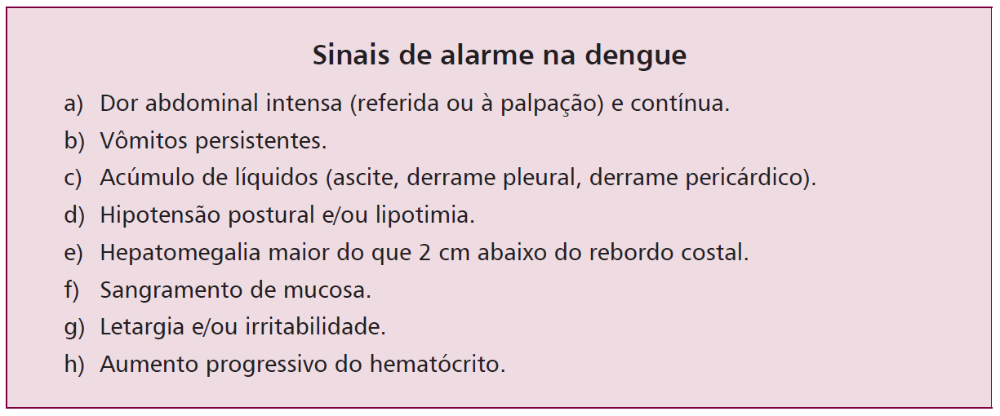 Sinais de alarme na dengue
a) Dor abdominal intensa (referida ou à palpação) e contínua.
b) Vômitos persistentes.
c) Acúmulo de líquidos (ascite, derrame pleural, derrame pericárdico).
d) Hipotensão postural e/ou lipotimia.
e) Hepatomegalia maior do que 2 cm abaixo do rebordo costal.
f) Sangramento de mucosa.
g) Letargia e/ou irritabilidade.
h) Aumento progressivo do hematócrito.